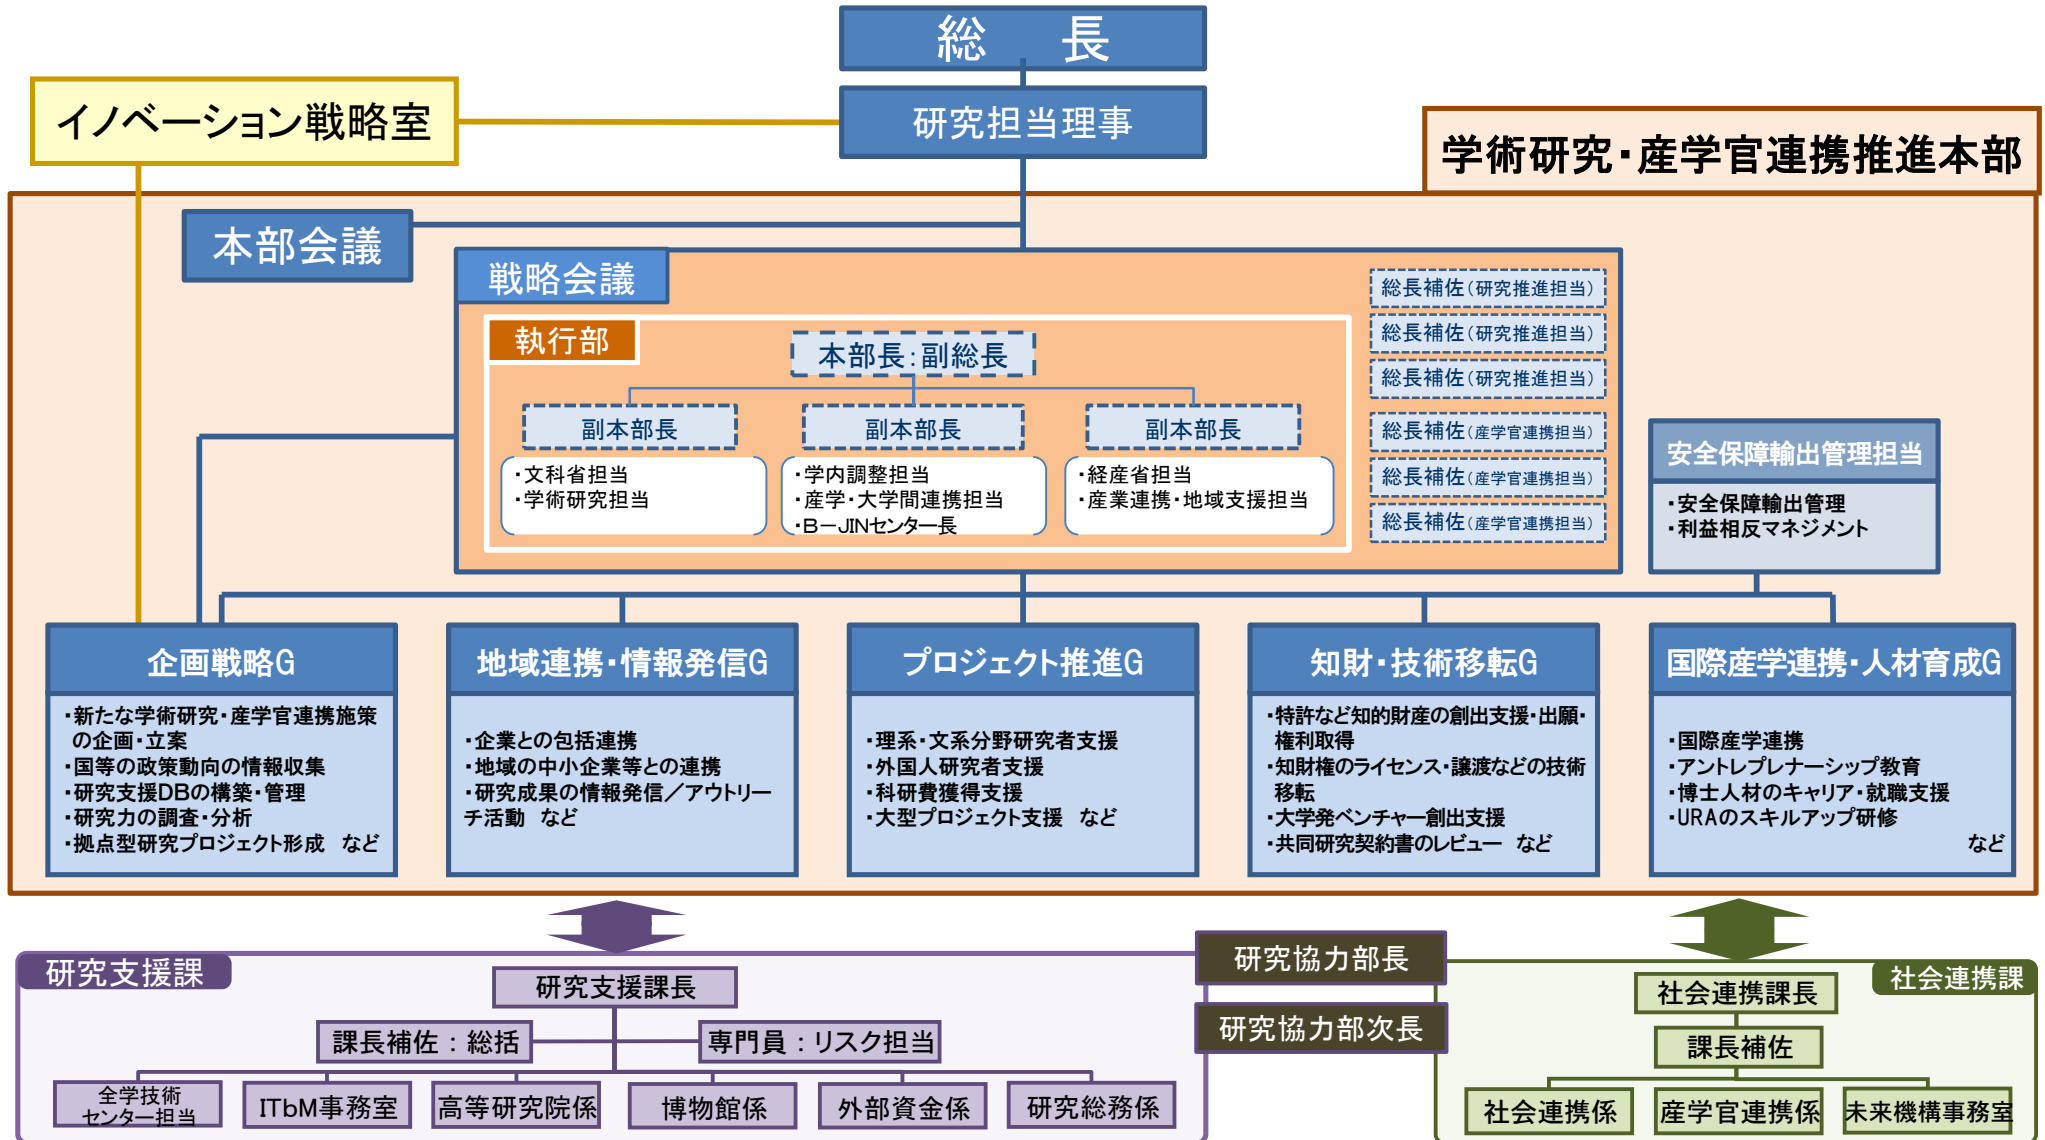 総 長
研究担当理事
イノベーション戦略室
学術研究・産学官連携推進本部
本部会議
戦略会議
執行部
本部長：副総長
副本部長
・文科省担当
・学術研究担当
副本部長
・学内調整担当
・産学・大学間連携担当
・B－JINセンター長
副本部長
・経産省担当
・産業連携・地域支援担当
総長補佐（研究推進担当）
総長補佐（研究推進担当）
総長補佐（研究推進担当）
総長補佐（産学官連携担当）
総長補佐（産学官連携担当）
総長補佐（産学官連携担当）
安全保障輸出管理担当
・安全保障輸出管理
・利益相反マネジメント
企画戦略G
・新たな学術研究・産学官連携施策
の企画・立案
・国等の政策動向の情報収集
・研究支援DBの構築・管理
・研究力の調査・分析
・拠点型研究プロジェクト形成 など
地域連携・情報発信G
・企業との包括連携
・地域の中小企業等との連携
・研究成果の情報発信／アウトリー
チ活動 など
プロジェクト推進G
・理系・文系分野研究者支援
・外国人研究者支援
・科研費獲得支援
・大型プロジェクト支援 など
知財・技術移転G
・特許など知的財産の創出支援・出願・
権利取得
・知財権のライセンス・譲渡などの技術
移転
・大学発ベンチャー創出支援
・共同研究契約書のレビュー など
国際産学連携・人材育成G
・国際産学連携
・アントレプレナーシップ教育
・博士人材のキャリア・就職支援
・URAのスキルアップ研修
など
研究支援課
研究支援課長
課長補佐：総括
専門員：リスク担当
全学技術
センター担当
ITbM事務室
高等研究院係
博物館係
外部資金係
研究総務係
研究協力部長
研究協力部次長
社会連携課
社会連携課長
課長補佐
社会連携係
産学官連携係
未来機構事務室